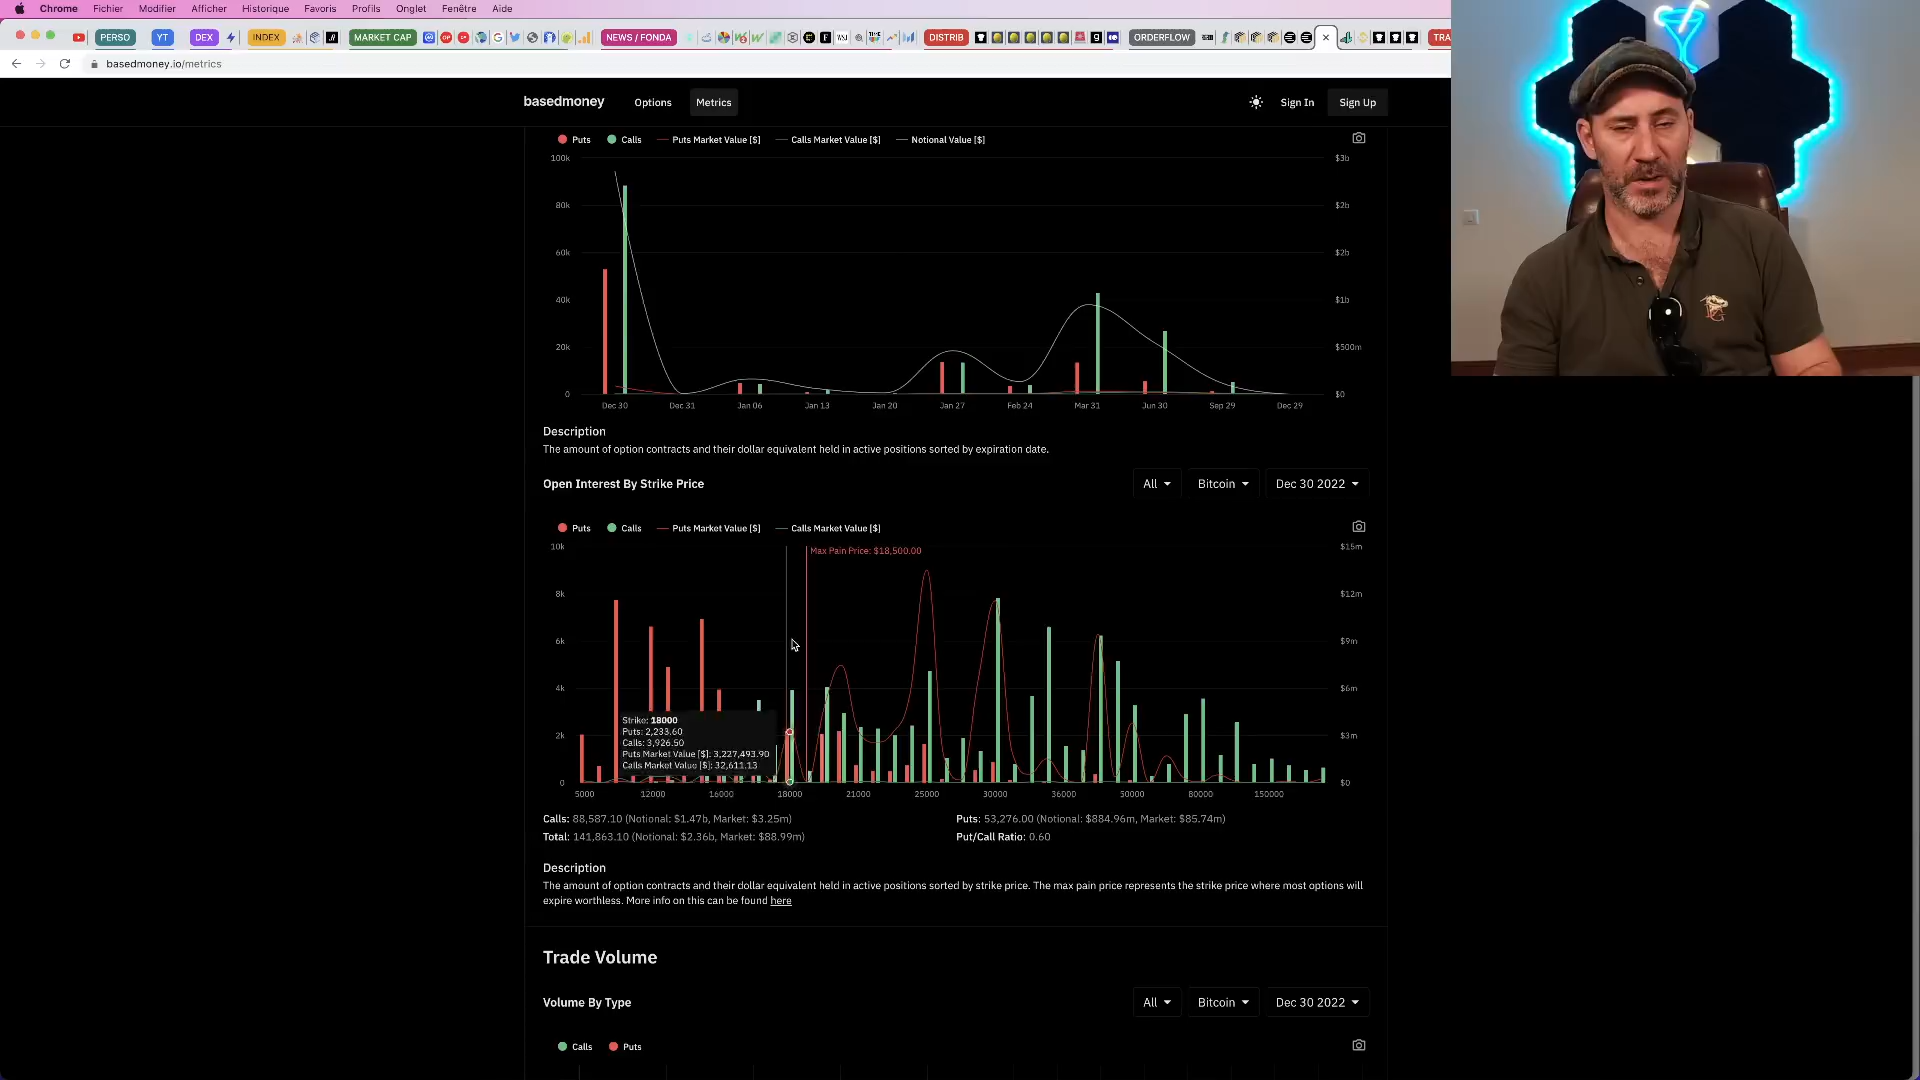 Chrome Fichier Modifier Afficher Historique Favoris Profils Onglet Fenêtre Aide
PERSO YT DEX INDEX MARKET CAP NEWS / FONDA DISTRIB ORDERFLOW TRA
basedmoney.io/metrics
basedmoney Options Metrics Sign In Sign Up
Puts Calls Puts Market Value [$] Calls Market Value [$] Notional Value [$]
100k $3b
80k $2b
60k $2b
40k $1b
20k $500m
0 $0
Dec 30 Dec 31 Jan 06 Jan 13 Jan 20 Jan 27 Feb 24 Mar 31 Jun 30 Sep 29 Dec 29
Description
The amount of option contracts and their dollar equivalent held in active positions sorted by expiration date.
Open Interest By Strike Price All Bitcoin Dec 30 2022
Puts Calls Puts Market Value [$] Calls Market Value [$]
10k Max Pain Price: $18,500.00 $15m
8k $12m
6k $9m
4k $6m
2k $3m
0 $0
Strike: 18000
Puts: 2,233.60
Calls: 3,926.50
Puts Market Value [$]: 3,227,493.90
Calls Market Value [$]: 32,611.13
5000 12000 16000 18000 21000 25000 30000 36000 50000 80000 150000
Calls: 88,587.10 (Notional: $1.47b, Market: $3.25m) Puts: 53,276.00 (Notional: $884.96m, Market: $85.74m)
Total: 141,863.10 (Notional: $2.36b, Market: $88.99m) Put/Call Ratio: 0.60
Description
The amount of option contracts and their dollar equivalent held in active positions sorted by strike price. The max pain price represents the strike price where most options will
expire worthless. More info on this can be found here
Trade Volume
Volume By Type All Bitcoin Dec 30 2022
Calls Puts